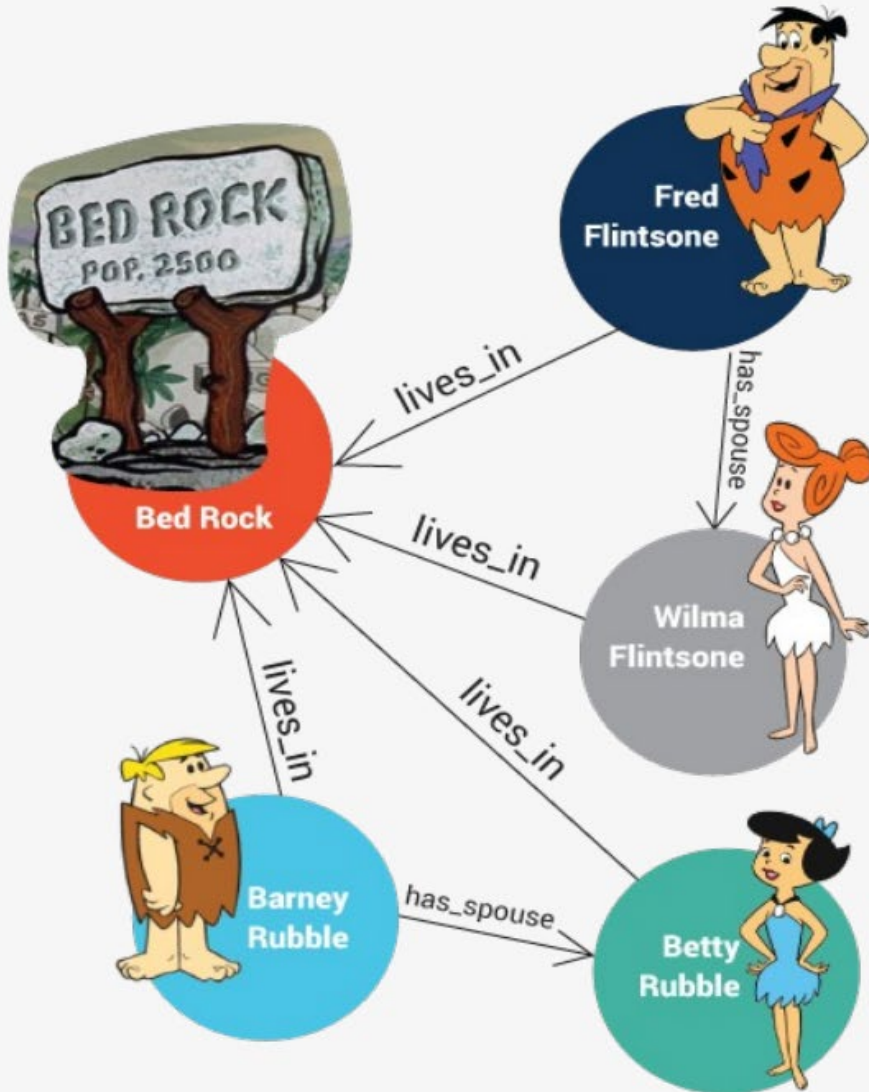 BED ROCK
POP. 2500
Bed Rock
Fred
Flintsone
lives_in
has_spouse
lives_in
Wilma
Flintsone
lives_in
lives_in
Barney
Rubble
has_spouse
Betty
Rubble